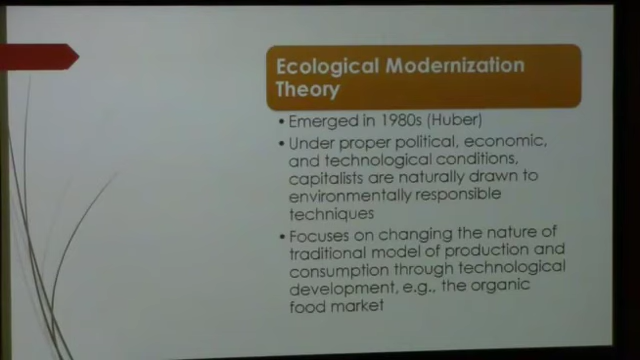 Ecological Modernization
Theory
• Emerged in 1980s (Huber)
• Under proper political, economic,
and technological conditions,
capitalists are naturally drawn to
environmentally responsible
techniques
• Focuses on changing the nature of
traditional model of production and
consumption through technological
development, e.g., the organic
food market